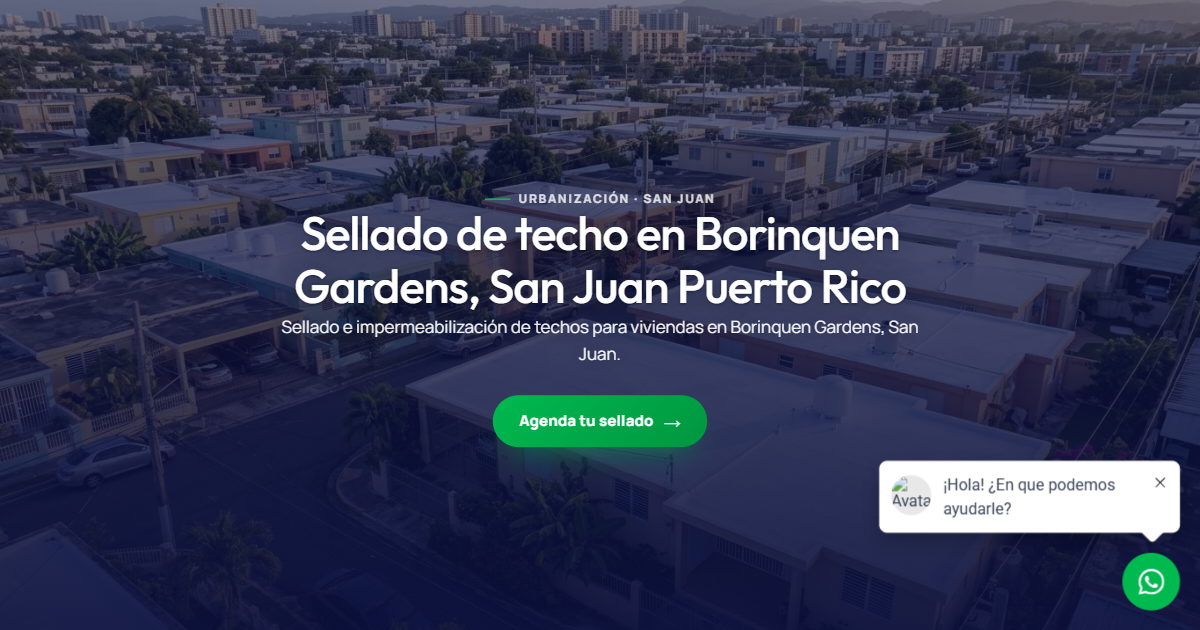 URBANIZACIÓN · SAN JUAN
Sellado de techo en Borinquen
Gardens, San Juan Puerto Rico
Sellado e impermeabilización de techos para viviendas en Borinquen Gardens, San
Juan.
Agenda tu sellado →
Avata
¡Hola! ¿En que podemos
ayudarle?